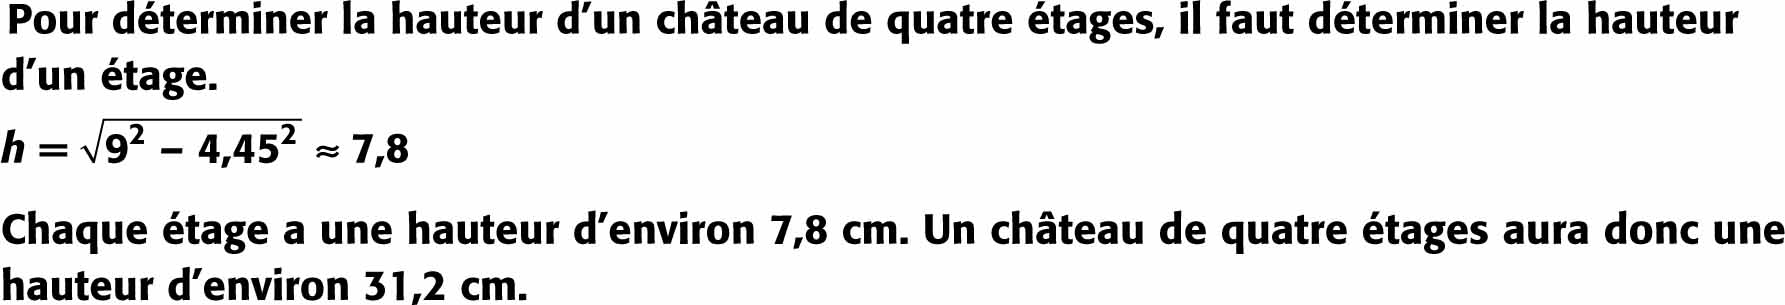 Pour déterminer la hauteur d’un château de quatre étages, il faut déterminer la hauteur
d’un étage.
h = √(9² – 4,45²) ≈ 7,8
Chaque étage a une hauteur d’environ 7,8 cm. Un château de quatre étages aura donc une
hauteur d’environ 31,2 cm.